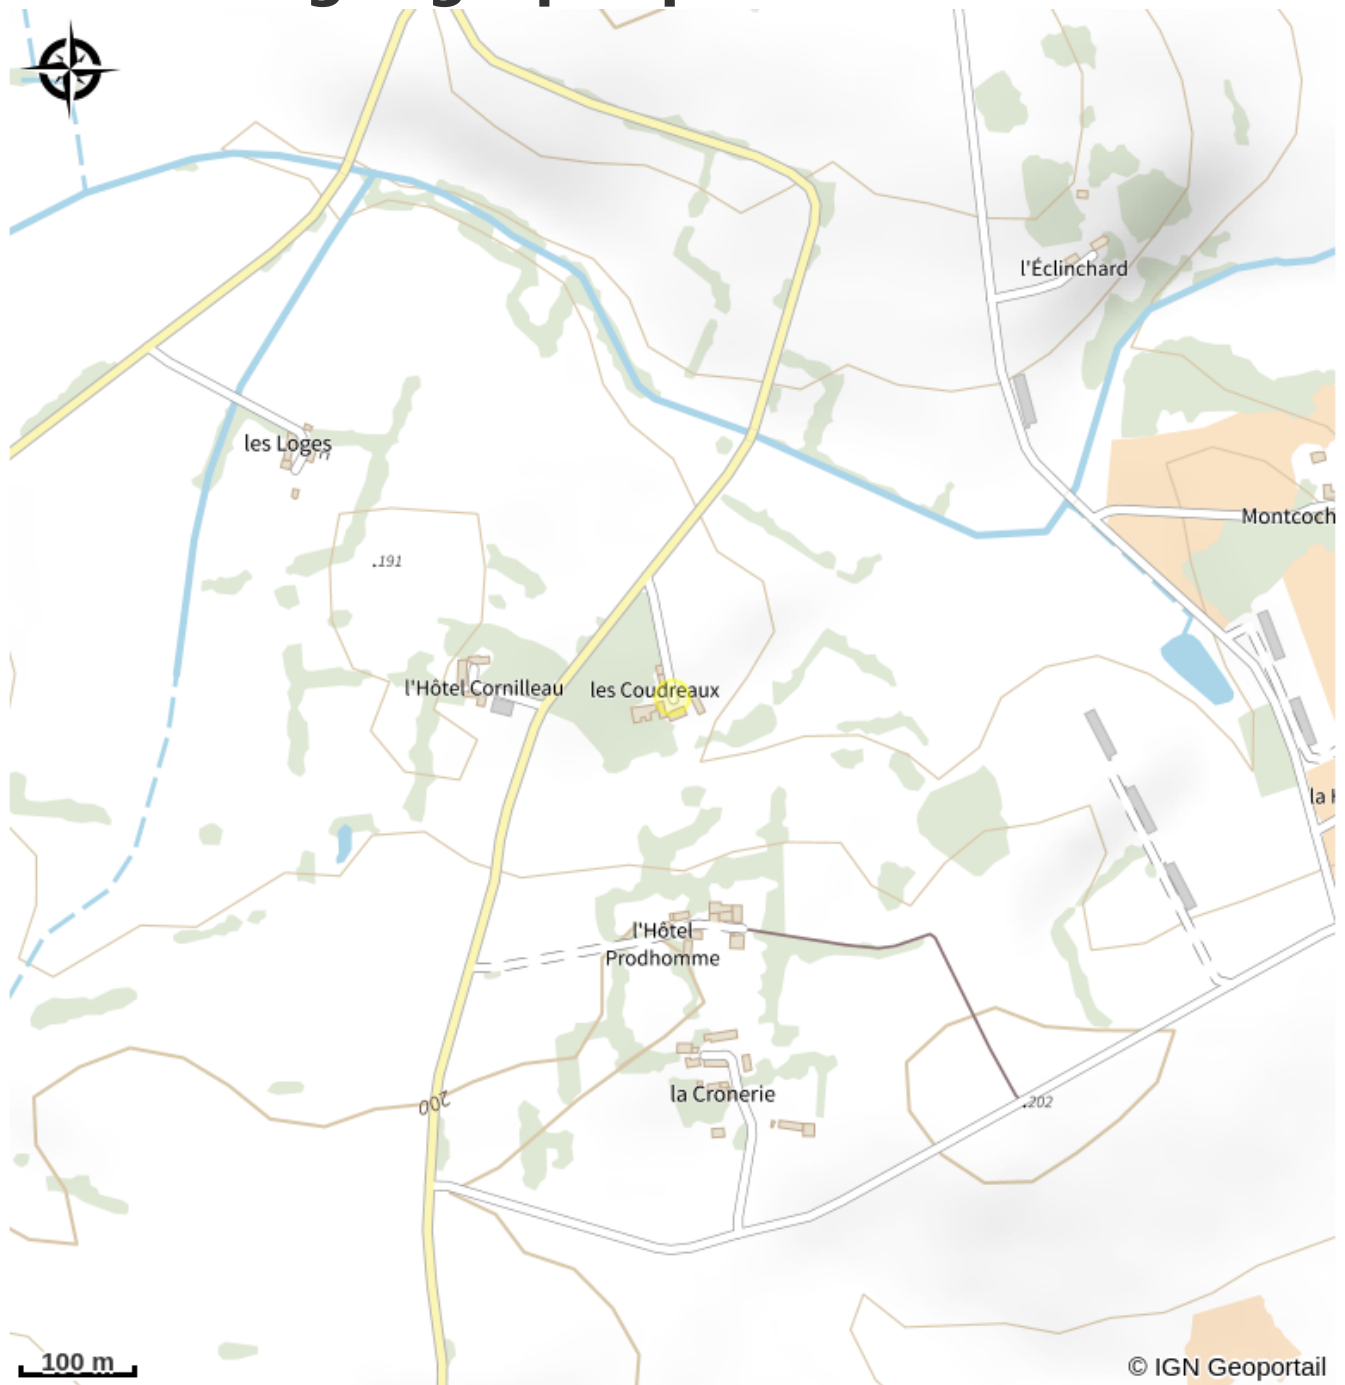 l'Éclinchard
les Loges
Montcoch
.191
l'Hôtel Cornilleau
les Coudreaux
la
l'Hôtel
Prodhomme
200
la Cronerie
.202
100 m
© IGN Geoportail